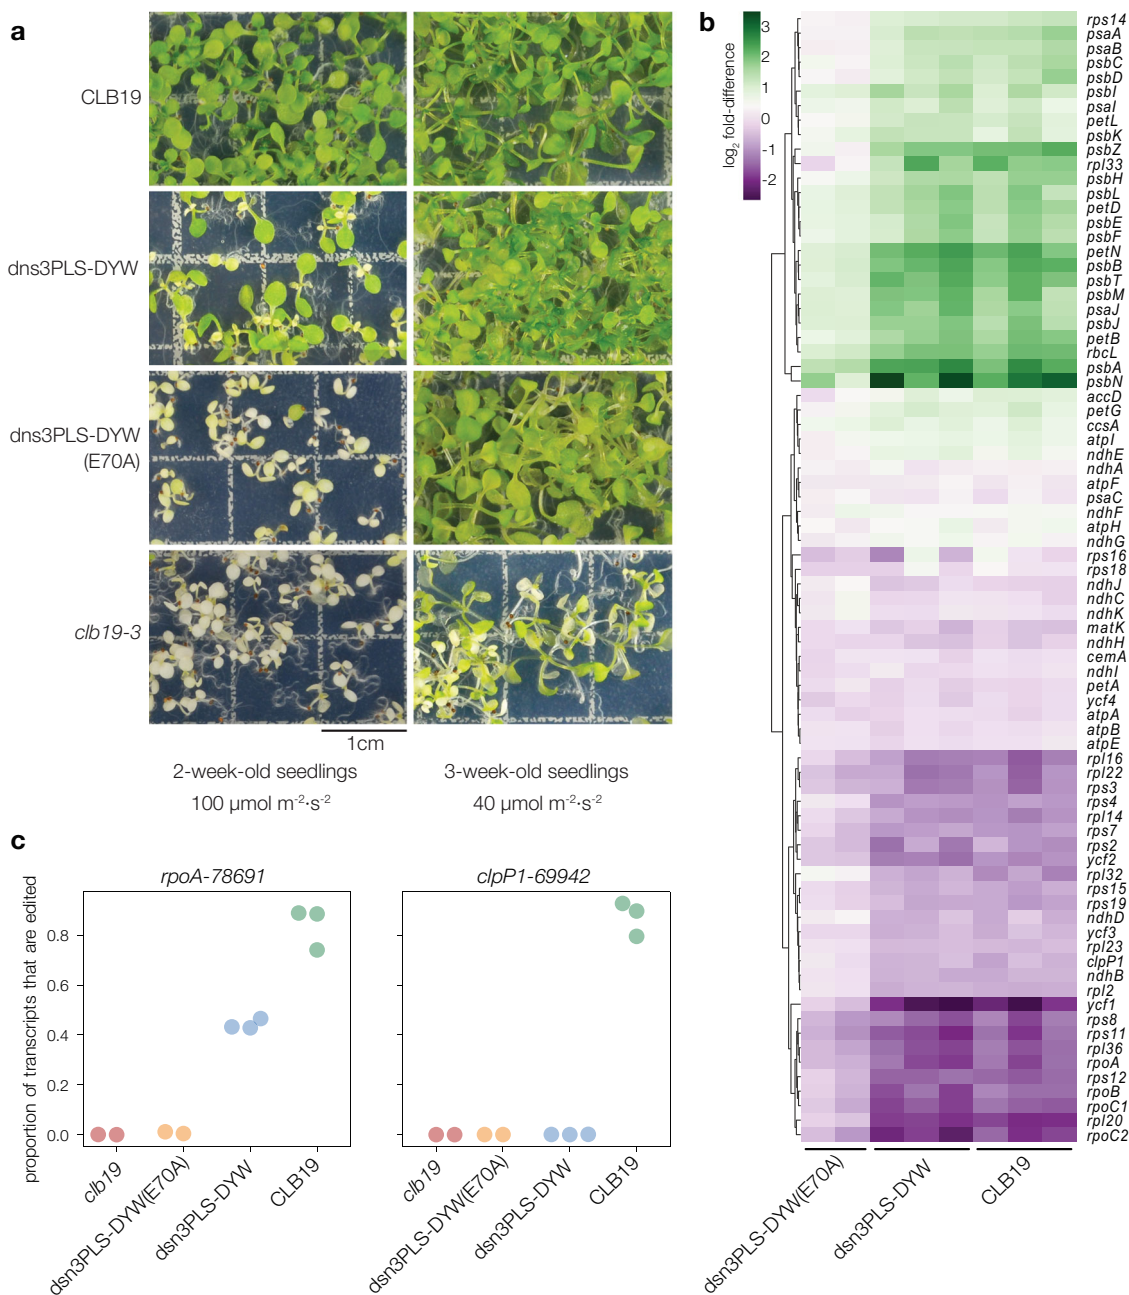 a
CLB19
dns3PLS-DYW
dns3PLS-DYW
(E70A)
clb19-3
1cm
2-week-old seedlings
100 µmol m-2·s-2
3-week-old seedlings
40 µmol m-2·s-2
b
log2 fold-difference
3
2
1
0
-1
-2
rps14
psaA
psaB
psbC
psbD
psbI
psaI
petL
psbK
psbZ
rpl33
psbH
psbL
petD
psbE
psbF
petN
psbB
psbT
psbM
psaJ
psbJ
petB
rbcL
psbA
psbN
accD
petG
ccsA
atpI
ndhE
ndhA
atpF
psaC
ndhF
atpH
ndhG
rps16
rps18
ndhJ
ndhC
ndhK
matK
ndhH
cemA
ndhI
petA
ycf4
atpA
atpB
atpE
rpl16
rpl22
rps3
rps4
rpl14
rps7
rps2
ycf2
rpl32
rps15
rps19
ndhD
ycf3
rpl23
clpP1
ndhB
rpl2
ycf1
rps8
rps11
rpl36
rpoA
rps12
rpoB
rpoC1
rpl20
rpoC2
dsn3PLS-DYW(E70A)
dsn3PLS-DYW
CLB19
c
proportion of transcripts that are edited
rpoA-78691
0.8
0.6
0.4
0.2
0.0
clb19
dsn3PLS-DYW(E70A)
dsn3PLS-DYW
CLB19
clpP1-69942
clb19
dsn3PLS-DYW(E70A)
dsn3PLS-DYW
CLB19